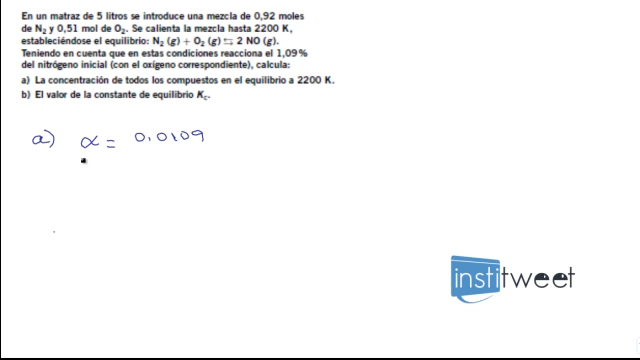 En un matraz de 5 litros se introduce una mezcla de 0,92 moles
de N₂ y 0,51 mol de O₂. Se calienta la mezcla hasta 2200 K,
estableciéndose el equilibrio: N₂ (g) + O₂ (g) ⇆ 2 NO (g).
Teniendo en cuenta que en estas condiciones reacciona el 1,09%
del nitrógeno inicial (con el oxígeno correspondiente), calcula:
a) La concentración de todos los compuestos en el equilibrio a 2200 K.
b) El valor de la constante de equilibrio Kc.
a) α = 0.0109
institweet